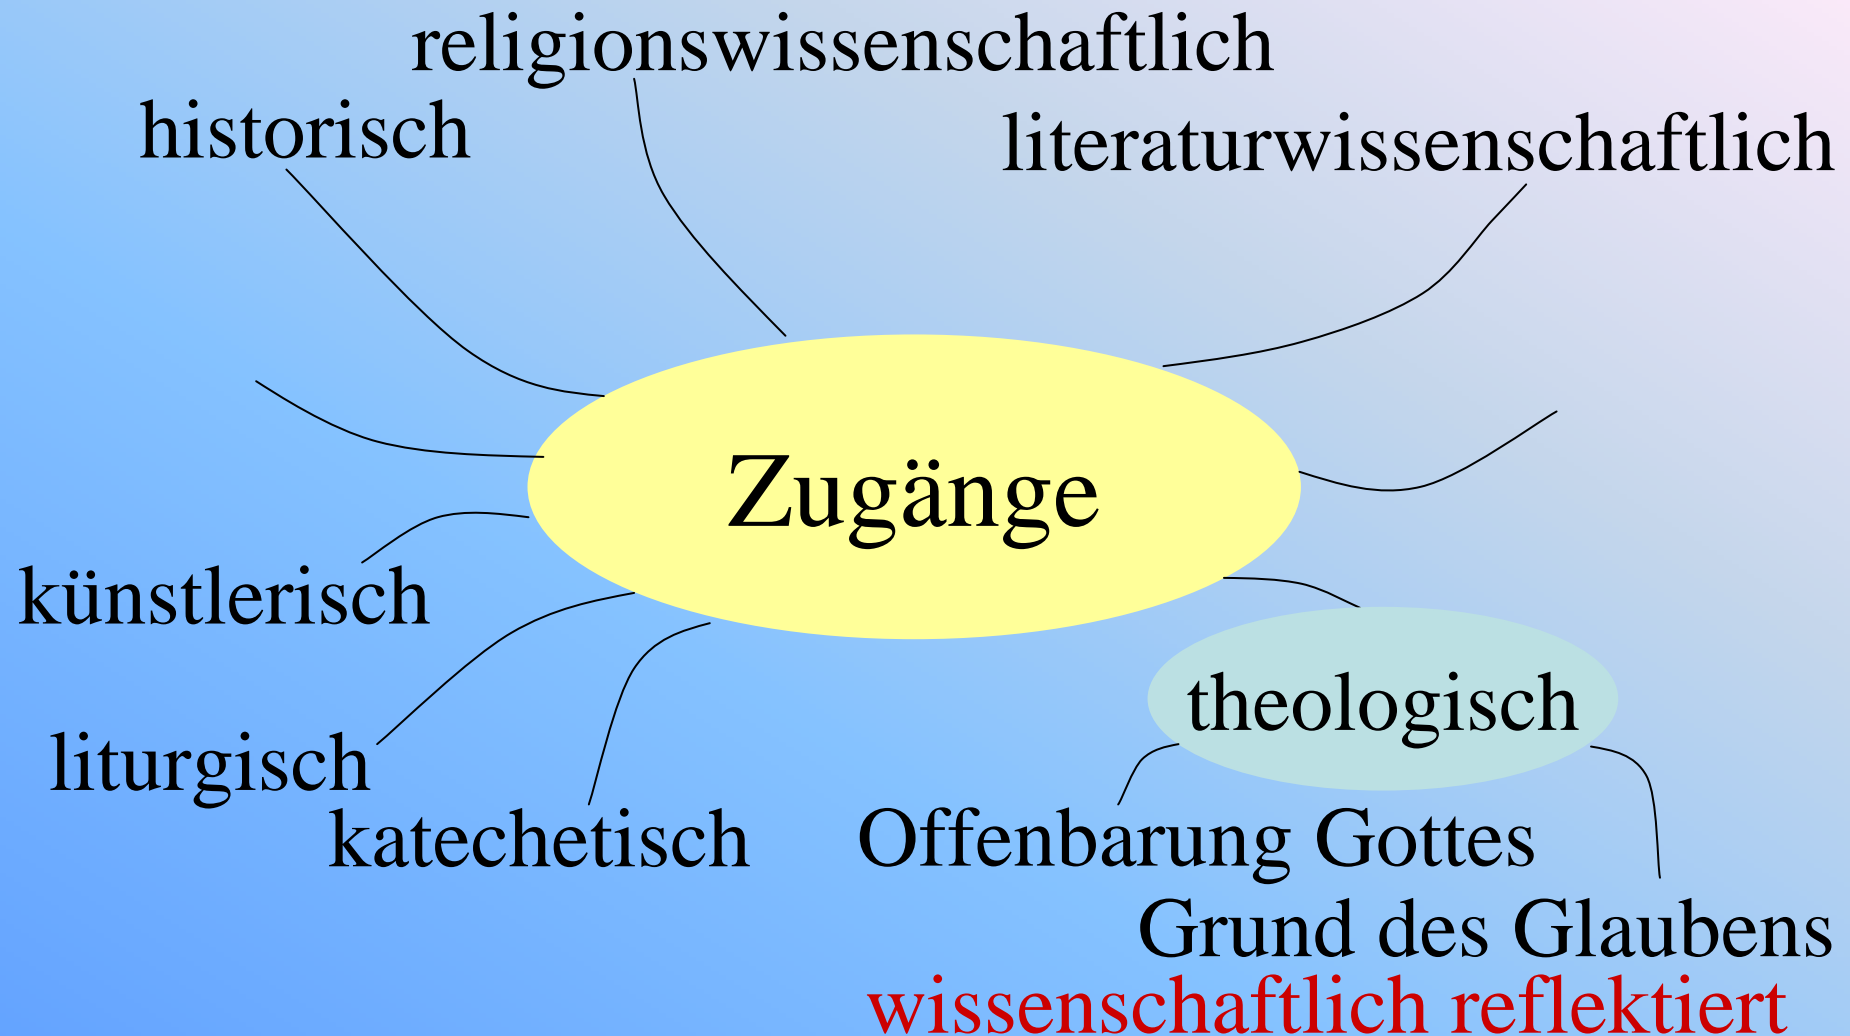 religionswissenschaftlich
historisch
literaturwissenschaftlich
Zugänge
künstlerisch
theologisch
liturgisch
katechetisch
Offenbarung Gottes
Grund des Glaubens
wissenschaftlich reflektiert